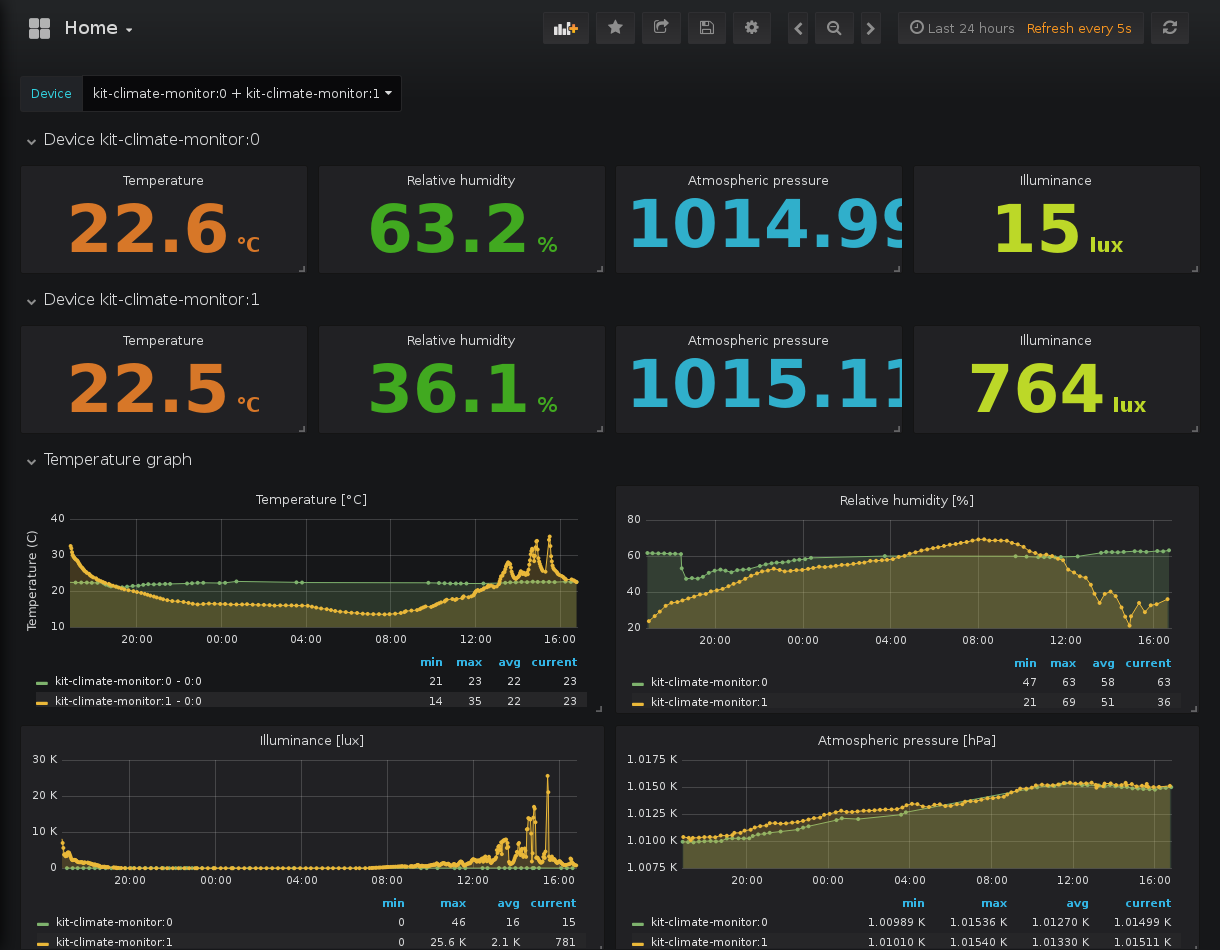 Home
Last 24 hours Refresh every 5s
Device kit-climate-monitor:0 + kit-climate-monitor:1
Device kit-climate-monitor:0
Temperature Relative humidity Atmospheric pressure Illuminance
22.6 °C 63.2 % 1014.99 15 lux
Device kit-climate-monitor:1
Temperature Relative humidity Atmospheric pressure Illuminance
22.5 °C 36.1 % 1015.11 764 lux
Temperature graph
Temperature [°C]
Temperature (C)
40
30
20
10
20:00 00:00 04:00 08:00 12:00 16:00
min max avg current
kit-climate-monitor:0 - 0:0 21 23 22 23
kit-climate-monitor:1 - 0:0 14 35 22 23
Relative humidity [%]
80
60
40
20
20:00 00:00 04:00 08:00 12:00 16:00
min max avg current
kit-climate-monitor:0 47 63 58 63
kit-climate-monitor:1 21 69 51 36
Illuminance [lux]
30 K
20 K
10 K
0
20:00 00:00 04:00 08:00 12:00 16:00
min max avg current
kit-climate-monitor:0 0 46 16 15
kit-climate-monitor:1 0 25.6 K 2.1 K 781
Atmospheric pressure [hPa]
1.0175 K
1.0150 K
1.0125 K
1.0100 K
1.0075 K
20:00 00:00 04:00 08:00 12:00 16:00
min max avg current
kit-climate-monitor:0 1.00989 K 1.01536 K 1.01270 K 1.01499 K
kit-climate-monitor:1 1.01010 K 1.01540 K 1.01330 K 1.01511 K